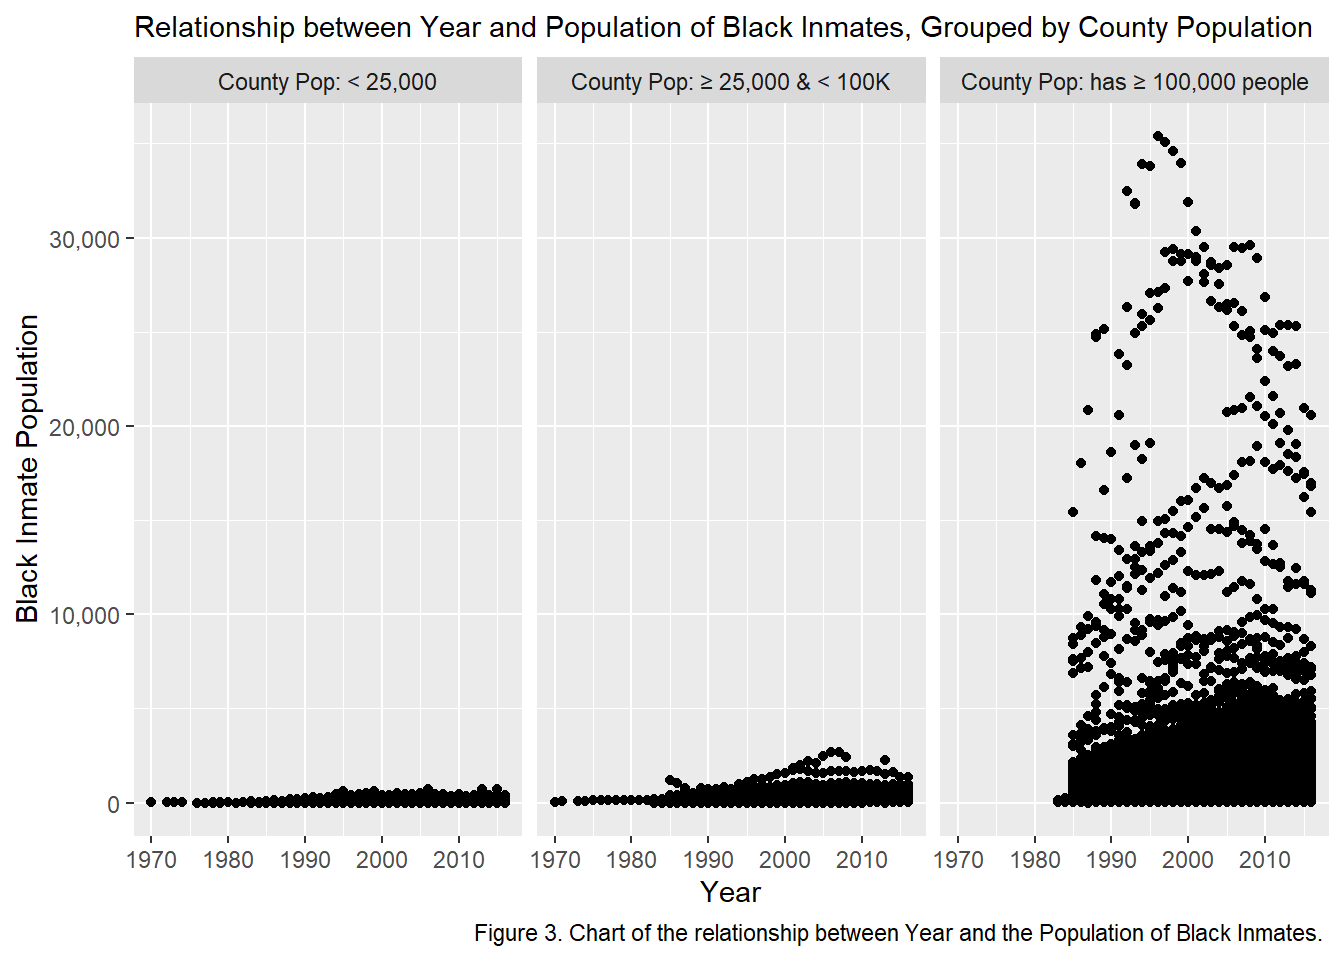 Relationship between Year and Population of Black Inmates, Grouped by County Population
County Pop: < 25,000
County Pop: ≥ 25,000 & < 100K
County Pop: has ≥ 100,000 people
Black Inmate Population
30,000
20,000
10,000
0
1970 1980 1990 2000 2010
1970 1980 1990 2000 2010
1970 1980 1990 2000 2010
Year
Figure 3. Chart of the relationship between Year and the Population of Black Inmates.